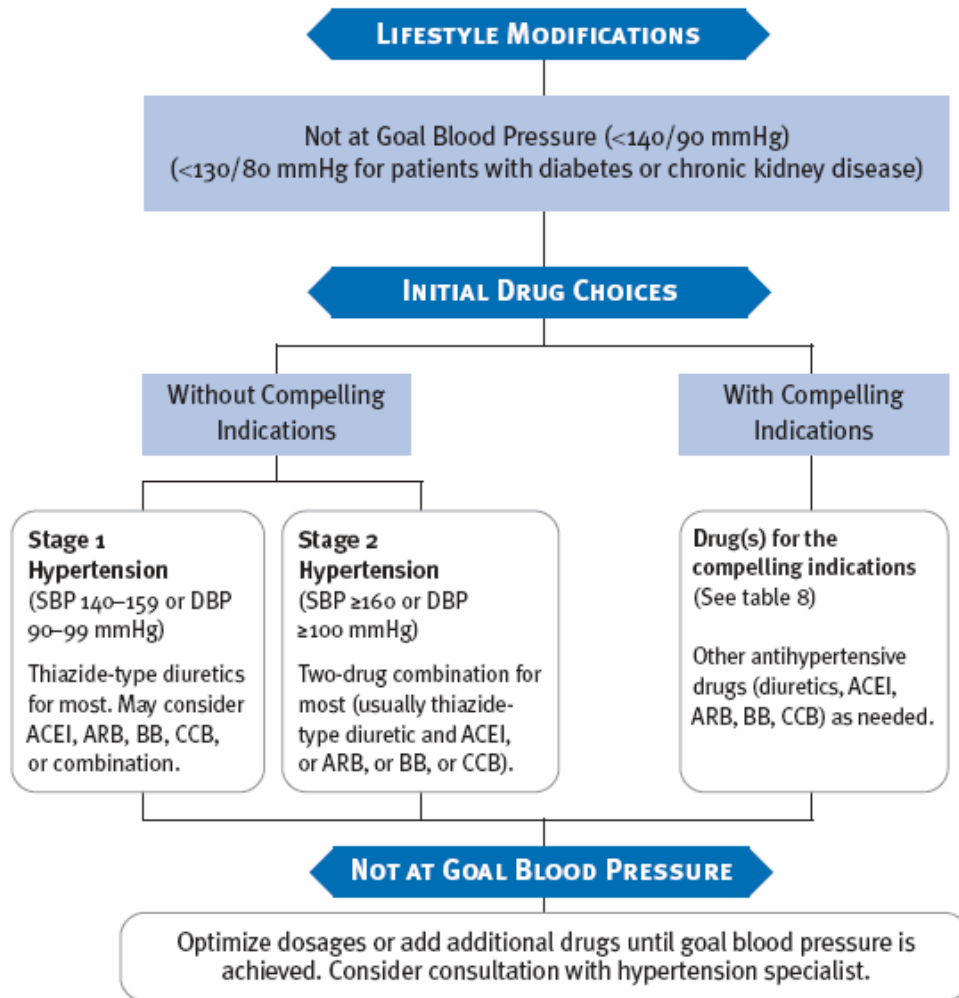 LIFESTYLE MODIFICATIONS
Not at Goal Blood Pressure (<140/90 mmHg)
(<130/80 mmHg for patients with diabetes or chronic kidney disease)
INITIAL DRUG CHOICES
Without Compelling
Indications
With Compelling
Indications
Stage 1
Hypertension
(SBP 140–159 or DBP
90–99 mmHg)
Thiazide-type diuretics
for most. May consider
ACEI, ARB, BB, CCB,
or combination.
Stage 2
Hypertension
(SBP ≥160 or DBP
≥100 mmHg)
Two-drug combination for
most (usually thiazide-
type diuretic and ACEI,
or ARB, or BB, or CCB).
Drug(s) for the
compelling indications
(See table 8)
Other antihypertensive
drugs (diuretics, ACEI,
ARB, BB, CCB) as needed.
NOT AT GOAL BLOOD PRESSURE
Optimize dosages or add additional drugs until goal blood pressure is
achieved. Consider consultation with hypertension specialist.